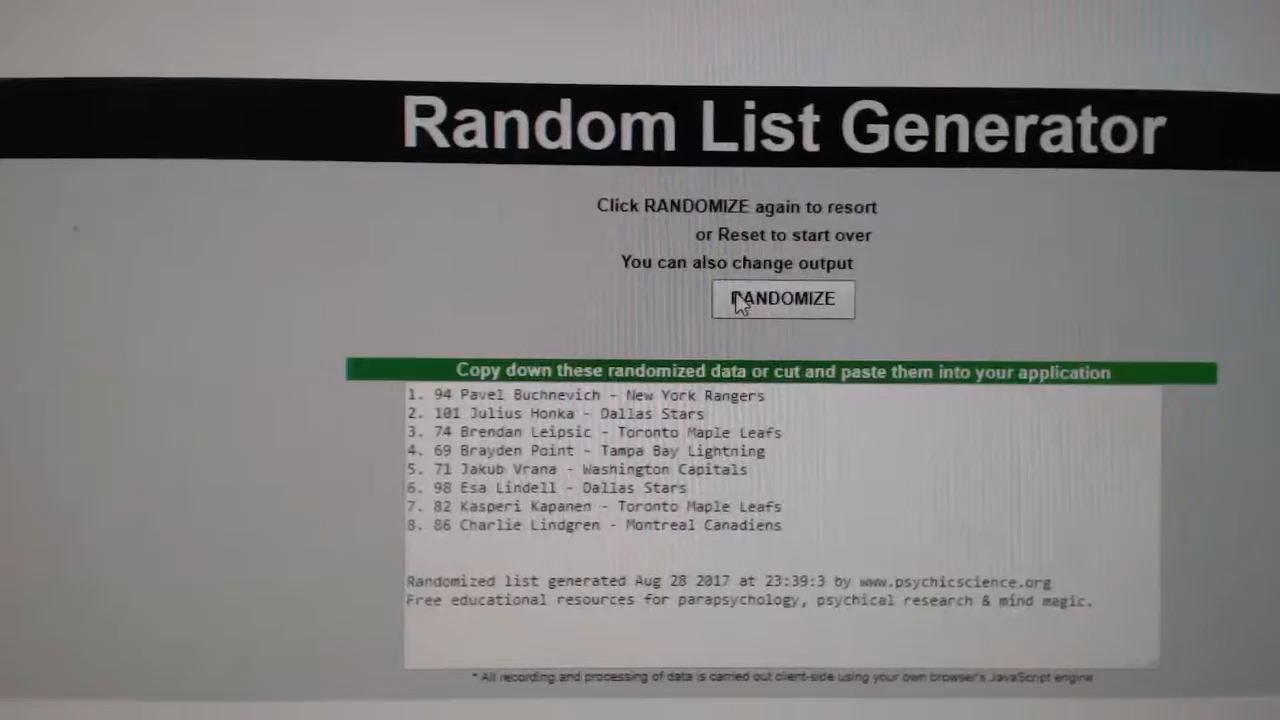 Random List Generator
Click RANDOMIZE again to resort
or Reset to start over
You can also change output
RANDOMIZE
Copy down these randomized data or cut and paste them into your application
1. 94 Pavel Buchnevich - New York Rangers
2. 101 Julius Honka - Dallas Stars
3. 74 Brendan Leipsic - Toronto Maple Leafs
4. 69 Brayden Point - Tampa Bay Lightning
5. 71 Jakub Vrana - Washington Capitals
6. 98 Esa Lindell - Dallas Stars
7. 82 Kasperi Kapanen - Toronto Maple Leafs
8. 86 Charlie Lindgren - Montreal Canadiens
Randomized list generated Aug 28 2017 at 23:39:3 by www.psychicscience.org
Free educational resources for parapsychology, psychical research & mind magic.
* All recording and processing of data is carried out client-side using your own browser's JavaScript engine